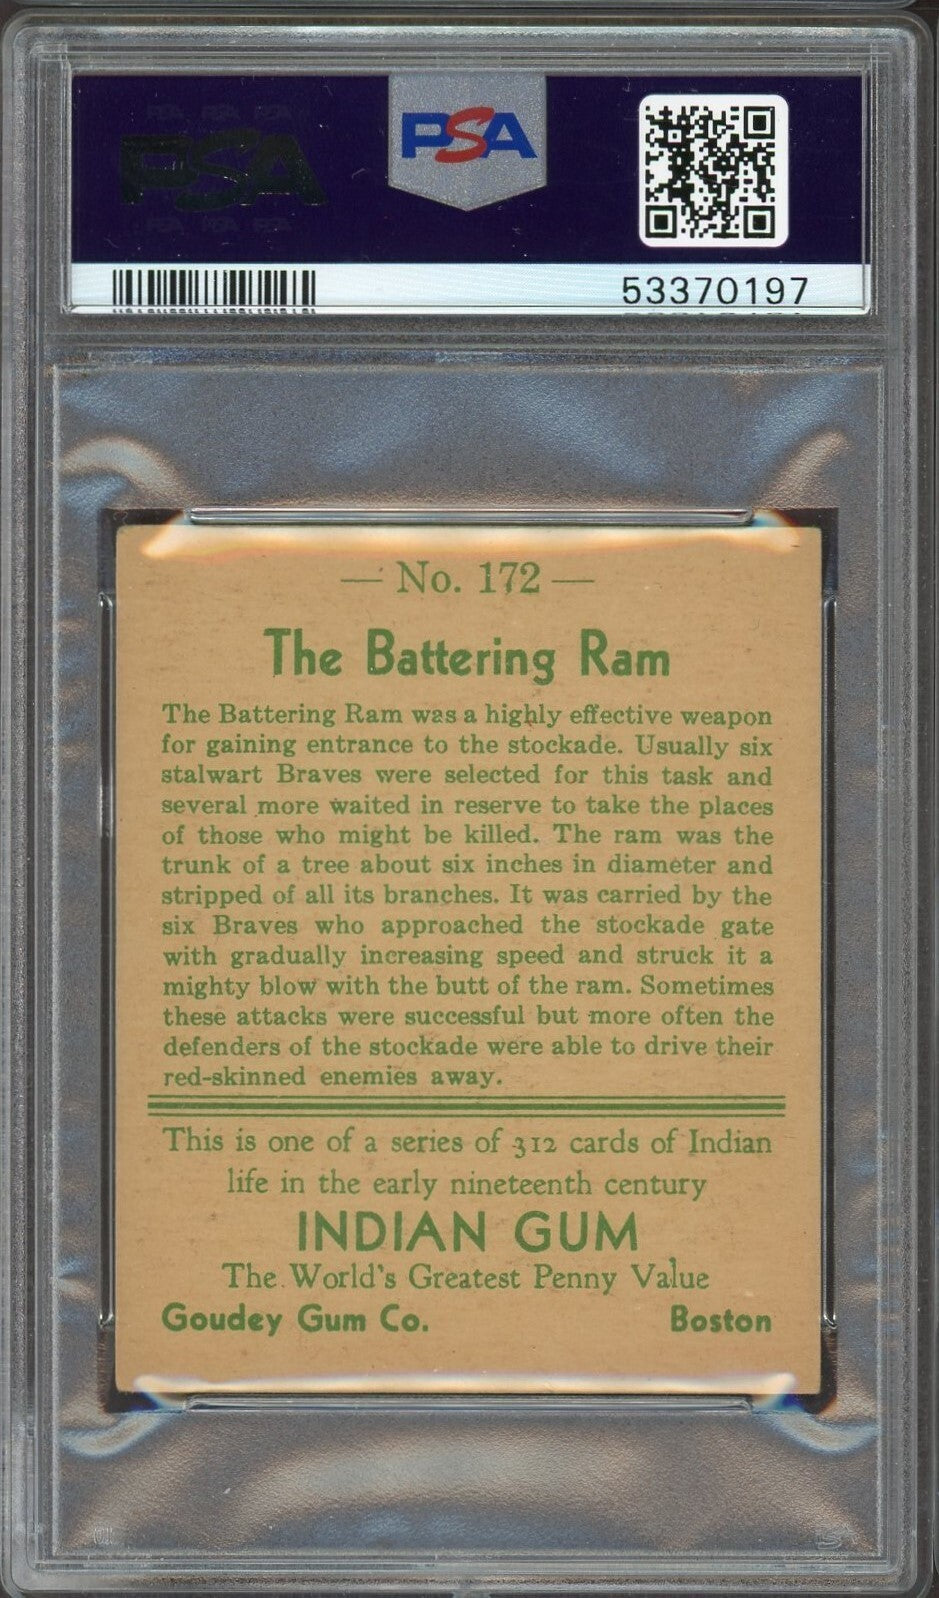 PSA
PSA
53370197
— No. 172 —
The Battering Ram
The Battering Ram was a highly effective weapon
for gaining entrance to the stockade. Usually six
stalwart Braves were selected for this task and
several more waited in reserve to take the places
of those who might be killed. The ram was the
trunk of a tree about six inches in diameter and
stripped of all its branches. It was carried by the
six Braves who approached the stockade gate
with gradually increasing speed and struck it a
mighty blow with the butt of the ram. Sometimes
these attacks were successful but more often the
defenders of the stockade were able to drive their
red-skinned enemies away.
This is one of a series of 312 cards of Indian
life in the early nineteenth century
INDIAN GUM
The World's Greatest Penny Value
Goudey Gum Co. Boston